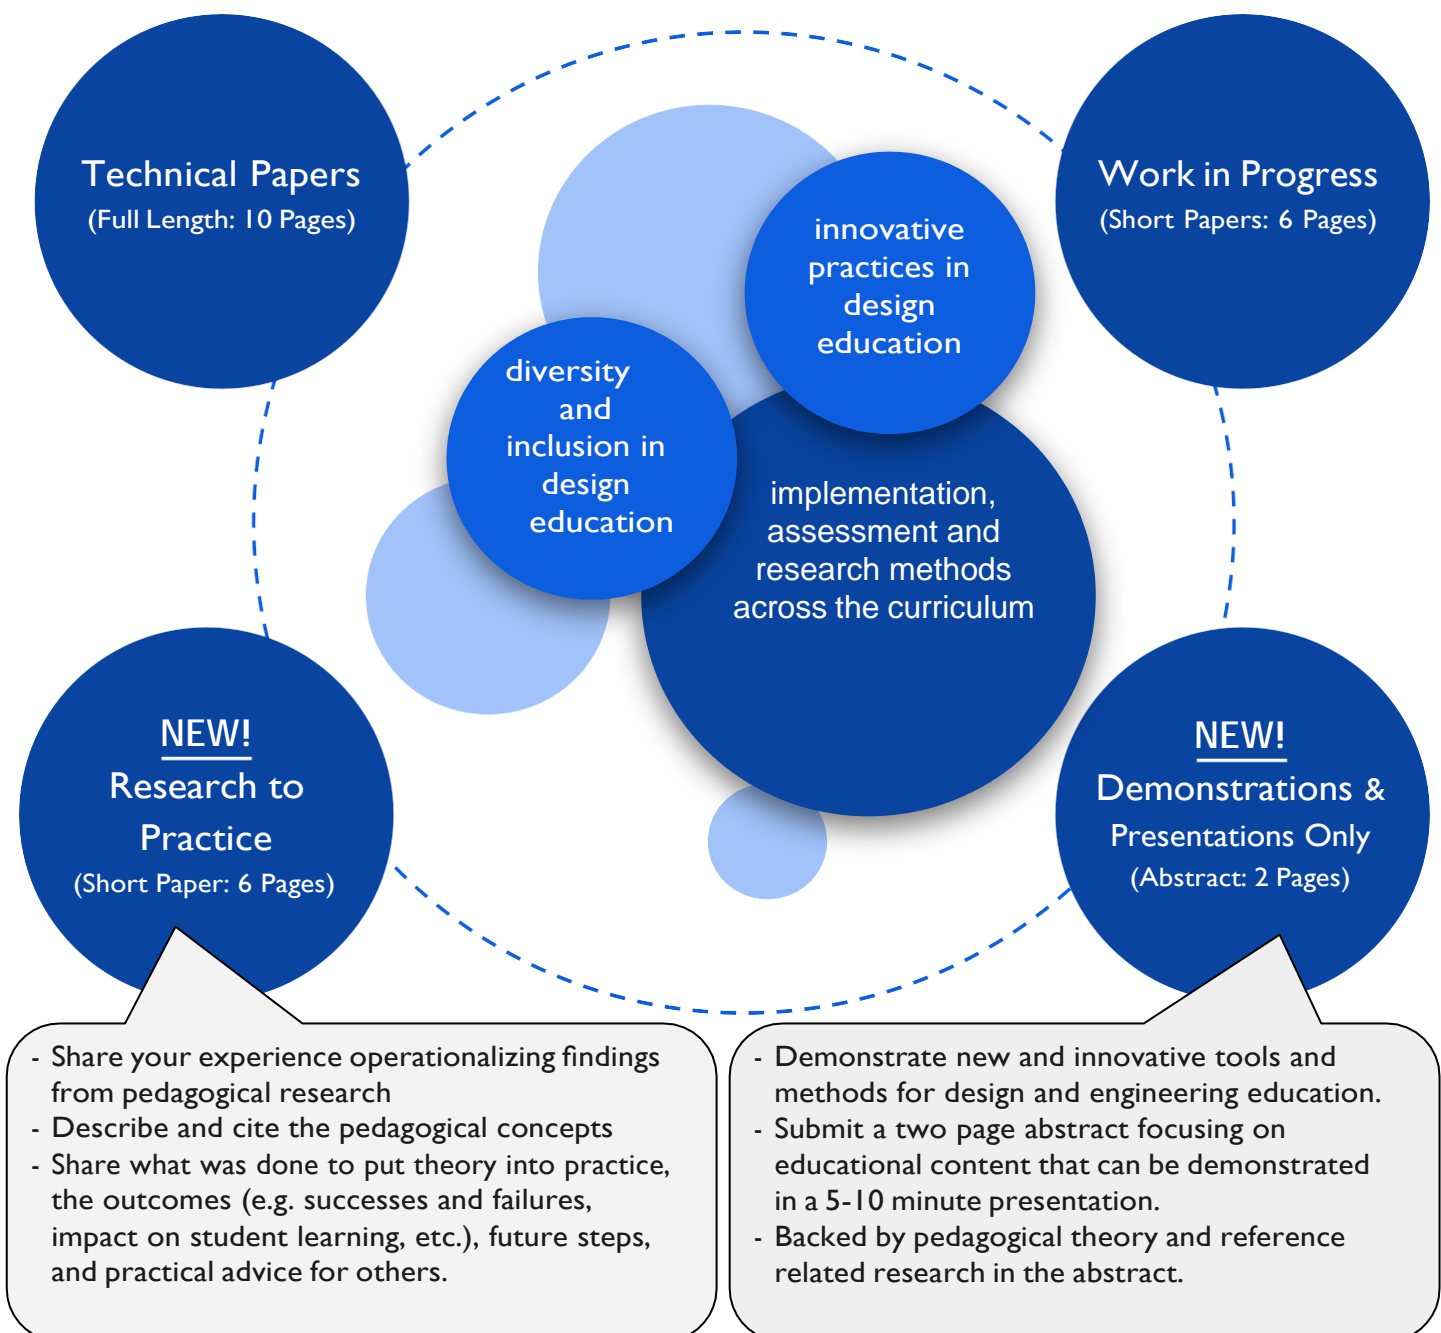 Technical Papers
(Full Length: 10 Pages)
Work in Progress
(Short Papers: 6 Pages)
innovative
practices in
design
education
diversity
and
inclusion in
design
education
implementation,
assessment and
research methods
across the curriculum
NEW!
Research to
Practice
(Short Paper: 6 Pages)
NEW!
Demonstrations &
Presentations Only
(Abstract: 2 Pages)
- Share your experience operationalizing findings
from pedagogical research
- Describe and cite the pedagogical concepts
- Share what was done to put theory into practice,
the outcomes (e.g. successes and failures,
impact on student learning, etc.), future steps,
and practical advice for others.
- Demonstrate new and innovative tools and
methods for design and engineering education.
- Submit a two page abstract focusing on
educational content that can be demonstrated
in a 5-10 minute presentation.
- Backed by pedagogical theory and reference
related research in the abstract.